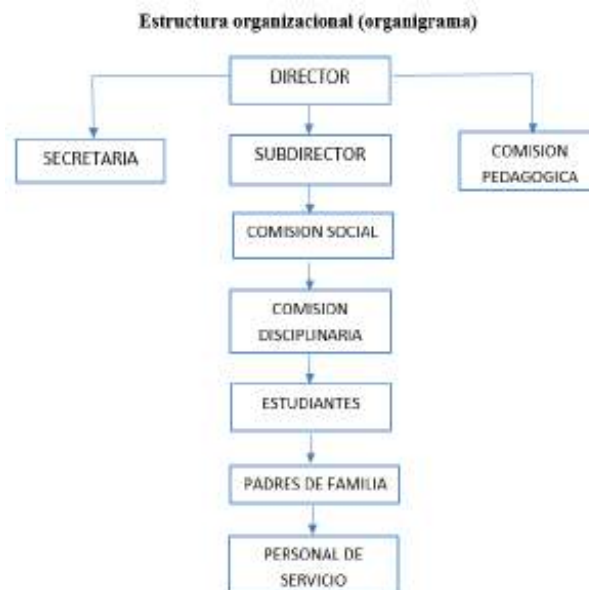 Estructura organizacional (organigrama)
DIRECTOR
SECRETARIA
SUBDIRECTOR
COMISION
PEDAGOGICA
COMISION SOCIAL
COMISION
DISCIPLINARIA
ESTUDIANTES
PADRES DE FAMILIA
PERSONAL DE
SERVICIO